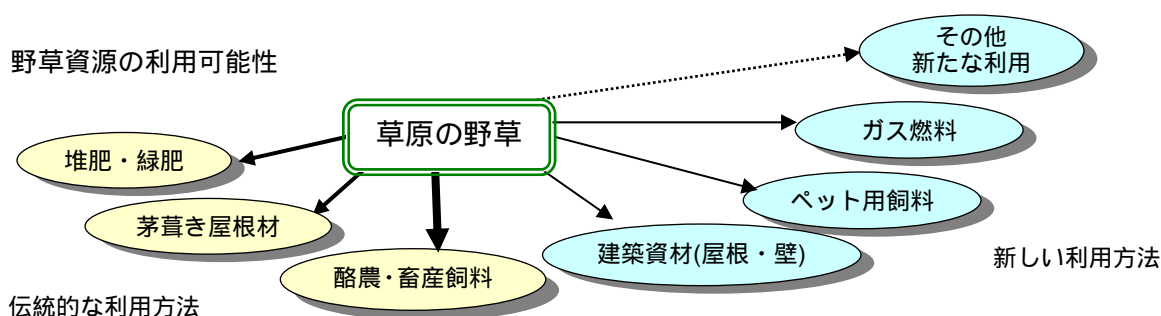 野草資源の利用可能性
その他
新たな利用
草原の野草
ガス燃料
堆肥・緑肥
ペット用飼料
茅葺き屋根材
建築資材(屋根・壁)
新しい利用方法
酪農・畜産飼料
伝統的な利用方法